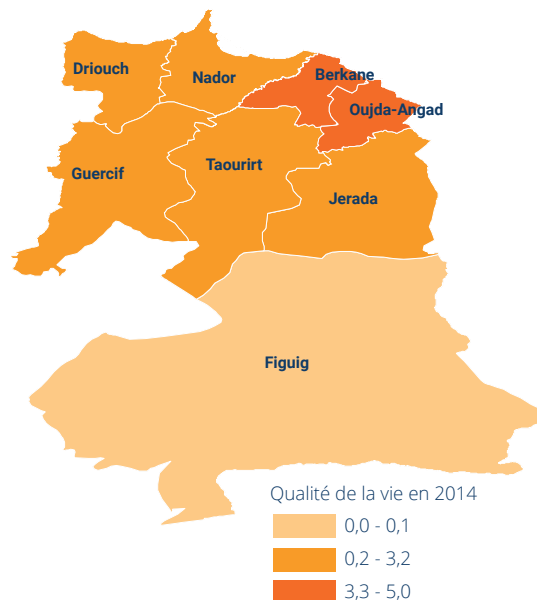 Driouch
Nador
Berkane
Oujda-Angad
Guercif
Taourirt
Jerada
Figuig
Qualité de la vie en 2014
0,0 - 0,1
0,2 - 3,2
3,3 - 5,0